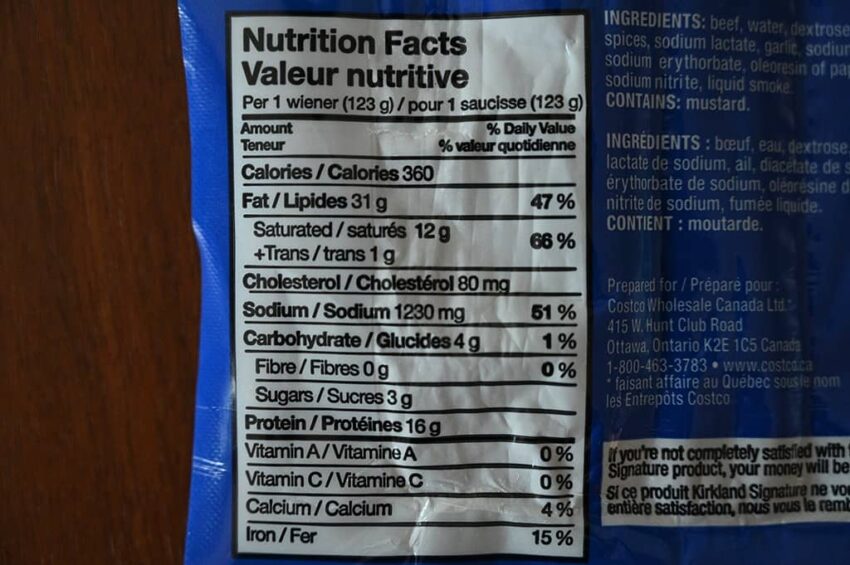 Nutrition Facts
Valeur nutritive
Per 1 wiener (123 g) / pour 1 saucisse (123 g)
Amount % Daily Value
Teneur % valeur quotidienne
Calories / Calories 360
Fat / Lipides 31 g 47 %
Saturated / saturés 12 g
+Trans / trans 1 g 66 %
Cholesterol / Cholestérol 80 mg
Sodium / Sodium 1230 mg 51 %
Carbohydrate / Glucides 4 g 1 %
Fibre / Fibres 0 g 0 %
Sugars / Sucres 3 g
Protein / Protéines 16 g
Vitamin A / Vitamine A 0 %
Vitamin C / Vitamine C 0 %
Calcium / Calcium 4 %
Iron / Fer 15 %
INGREDIENTS: beef, water, dextrose
spices, sodium lactate, garlic, sodium
sodium erythorbate, oleoresin of pa
sodium nitrite, liquid smoke.
CONTAINS: mustard.
INGRÉDIENTS : bœuf, eau, dextrose,
lactate de sodium, ail, diacétate de s
érythorbate de sodium, oléorésine d
nitrite de sodium, fumée liquide.
CONTIENT : moutarde.
Prepared for / Préparé pour :
Costco Wholesale Canada Ltd.*
415 W. Hunt Club Road
Ottawa, Ontario K2E 1C5 Canada
1-800-463-3783 • www.costco.ca
* faisant affaire au Québec sous le nom
les Entrepôts Costco
If you're not completely satisfied with
Signature product, your money will be
Si ce produit Kirkland Signature ne vou
entière satisfaction, nous vous le remb